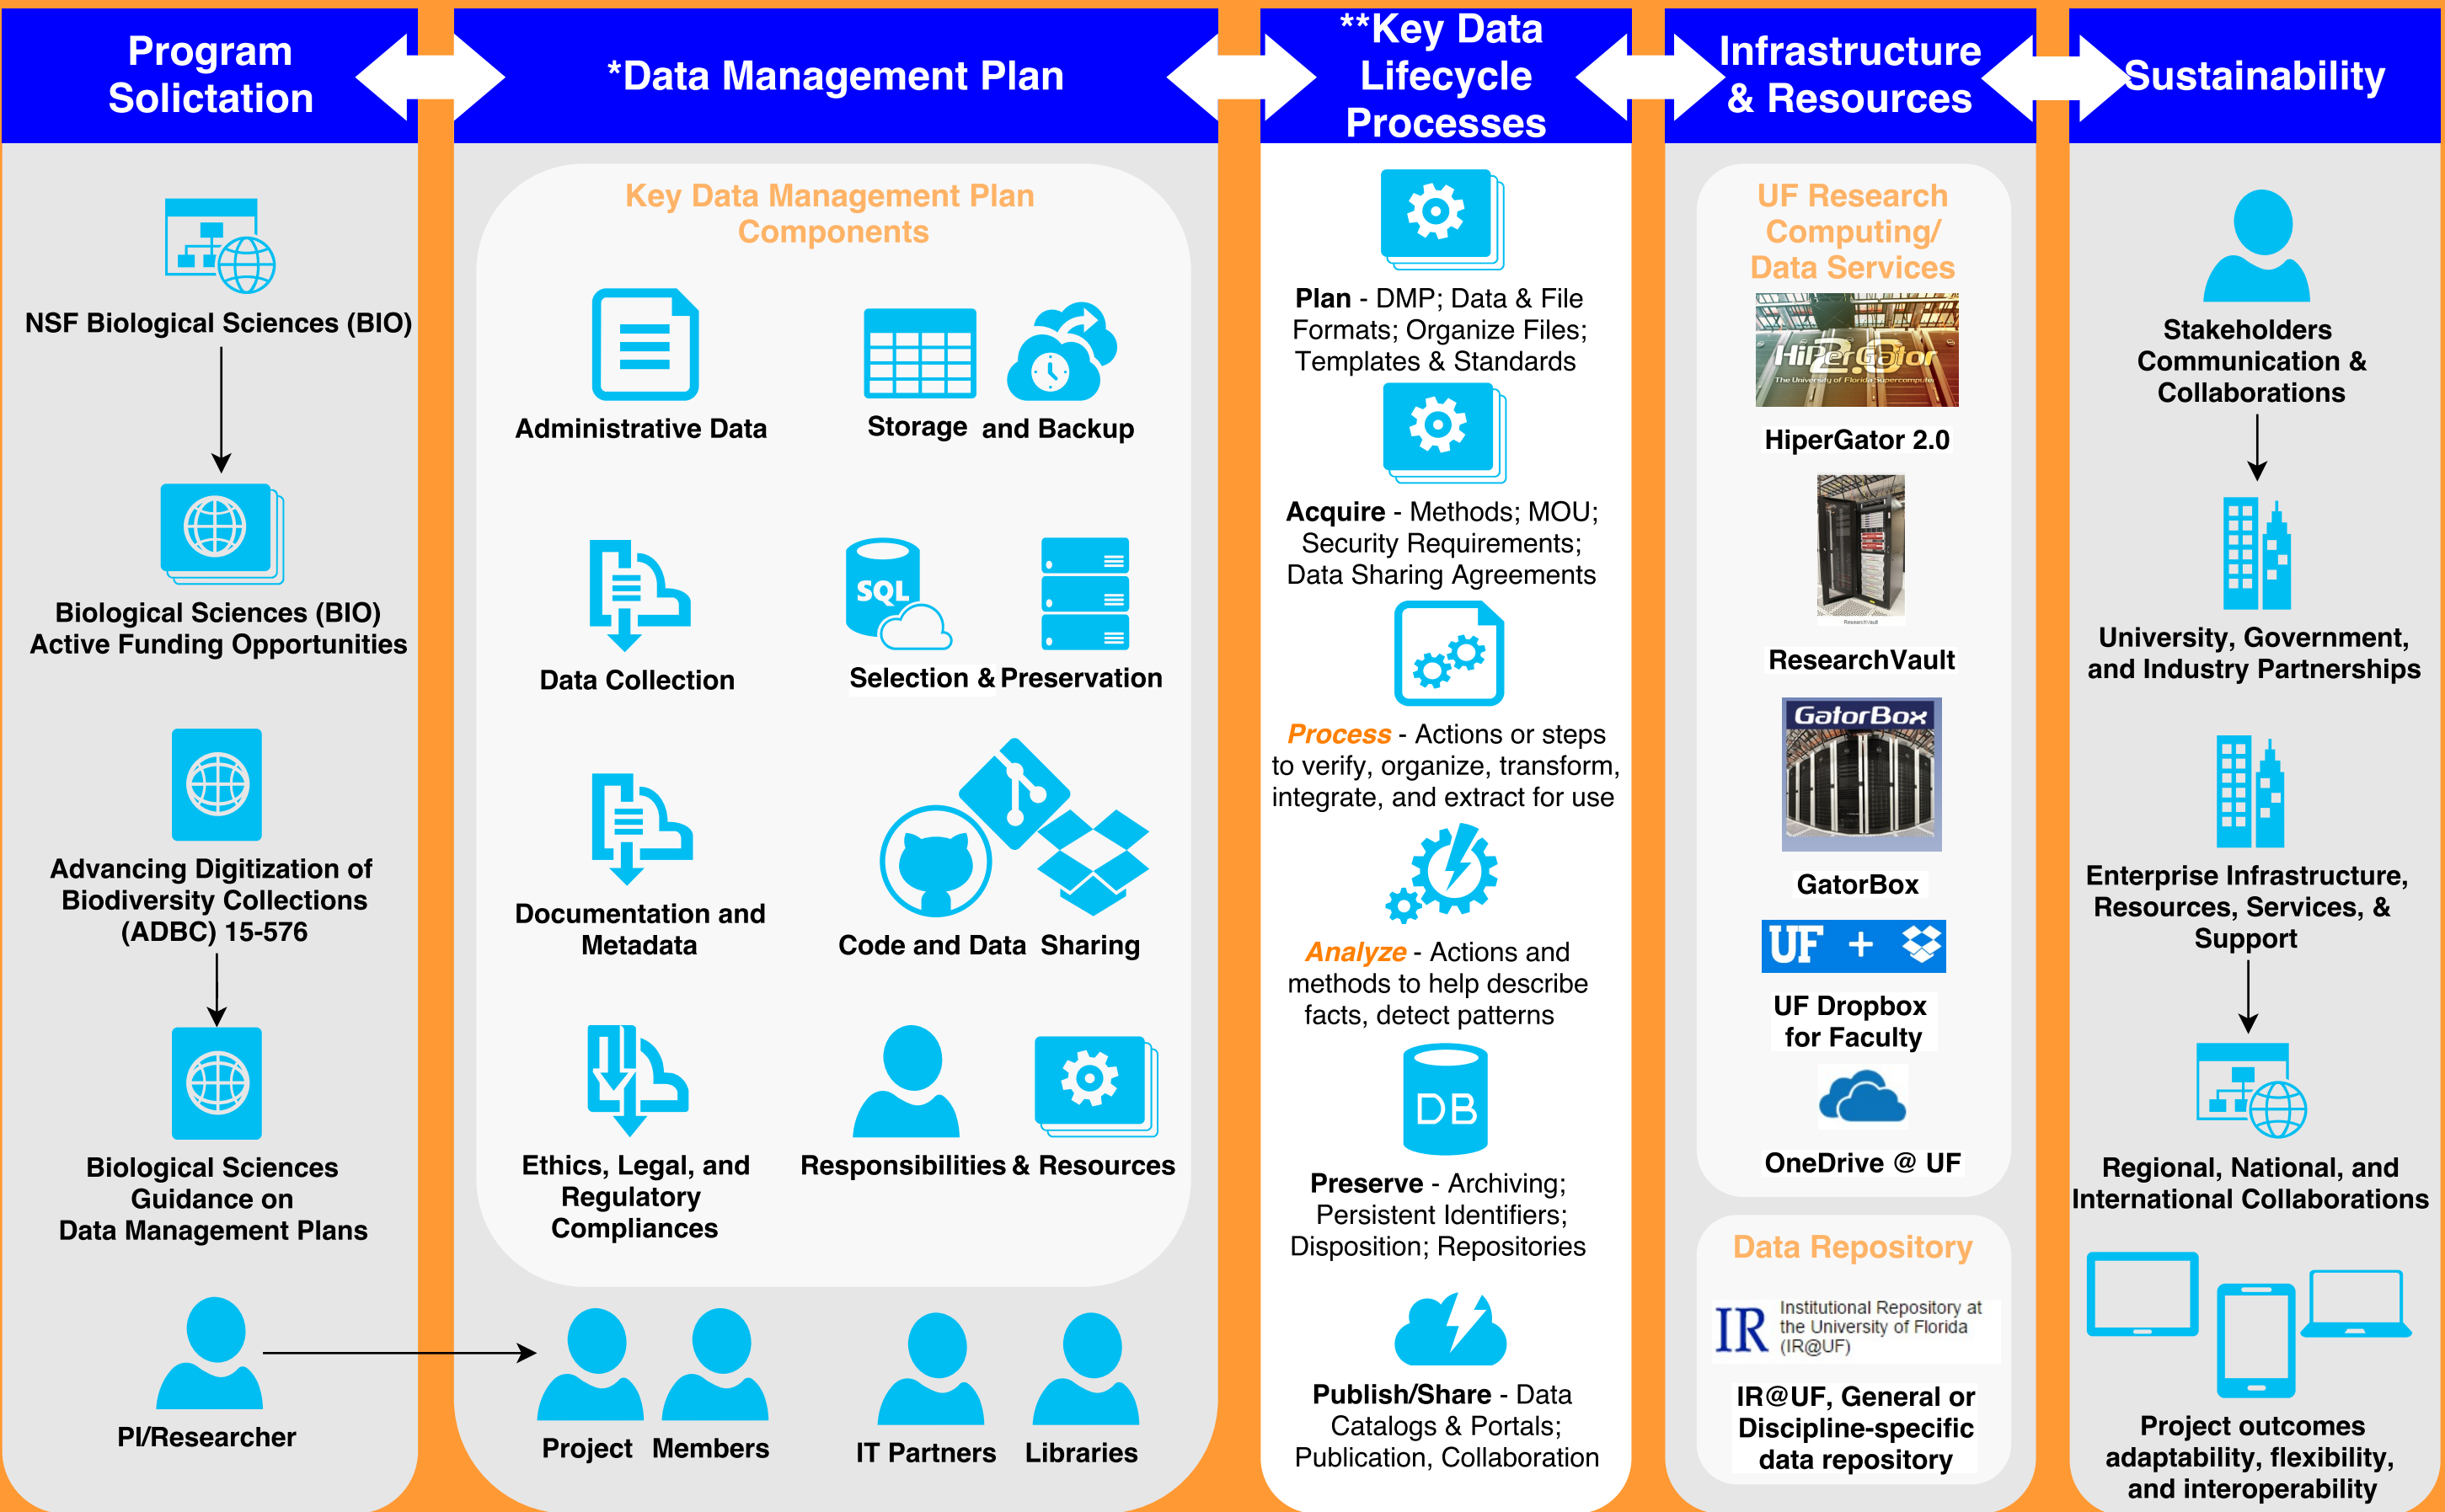 Program
Solictation
*Data Management Plan
**Key Data
Lifecycle
Processes
Infrastructure
& Resources
Sustainability
NSF Biological Sciences (BIO)
Biological Sciences (BIO)
Active Funding Opportunities
Advancing Digitization of
Biodiversity Collections
(ADBC) 15-576
Biological Sciences
Guidance on
Data Management Plans
PI/Researcher
Key Data Management Plan
Components
Administrative Data
Storage and Backup
Data Collection
SQL
Selection & Preservation
Documentation and
Metadata
Code and Data Sharing
Ethics, Legal, and
Regulatory
Compliances
Responsibilities & Resources
Project Members
IT Partners
Libraries
Plan - DMP; Data & File
Formats; Organize Files;
Templates & Standards
Acquire - Methods; MOU;
Security Requirements;
Data Sharing Agreements
Process - Actions or steps
to verify, organize, transform,
integrate, and extract for use
Analyze - Actions and
methods to help describe
facts, detect patterns
DB
Preserve - Archiving;
Persistent Identifiers;
Disposition; Repositories
Publish/Share - Data
Catalogs & Portals;
Publication, Collaboration
UF Research
Computing/
Data Services
HiPerGator
2.0
The University of Florida Supercomputer
HiperGator 2.0
ResearchVault
ResearchVault
GatorBox
GatorBox
UF +
UF Dropbox
for Faculty
OneDrive @ UF
Data Repository
IR
Institutional Repository at
the University of Florida
(IR@UF)
IR@UF, General or
Discipline-specific
data repository
Stakeholders
Communication &
Collaborations
University, Government,
and Industry Partnerships
Enterprise Infrastructure,
Resources, Services, &
Support
Regional, National, and
International Collaborations
Project outcomes
adaptability, flexibility,
and interoperability